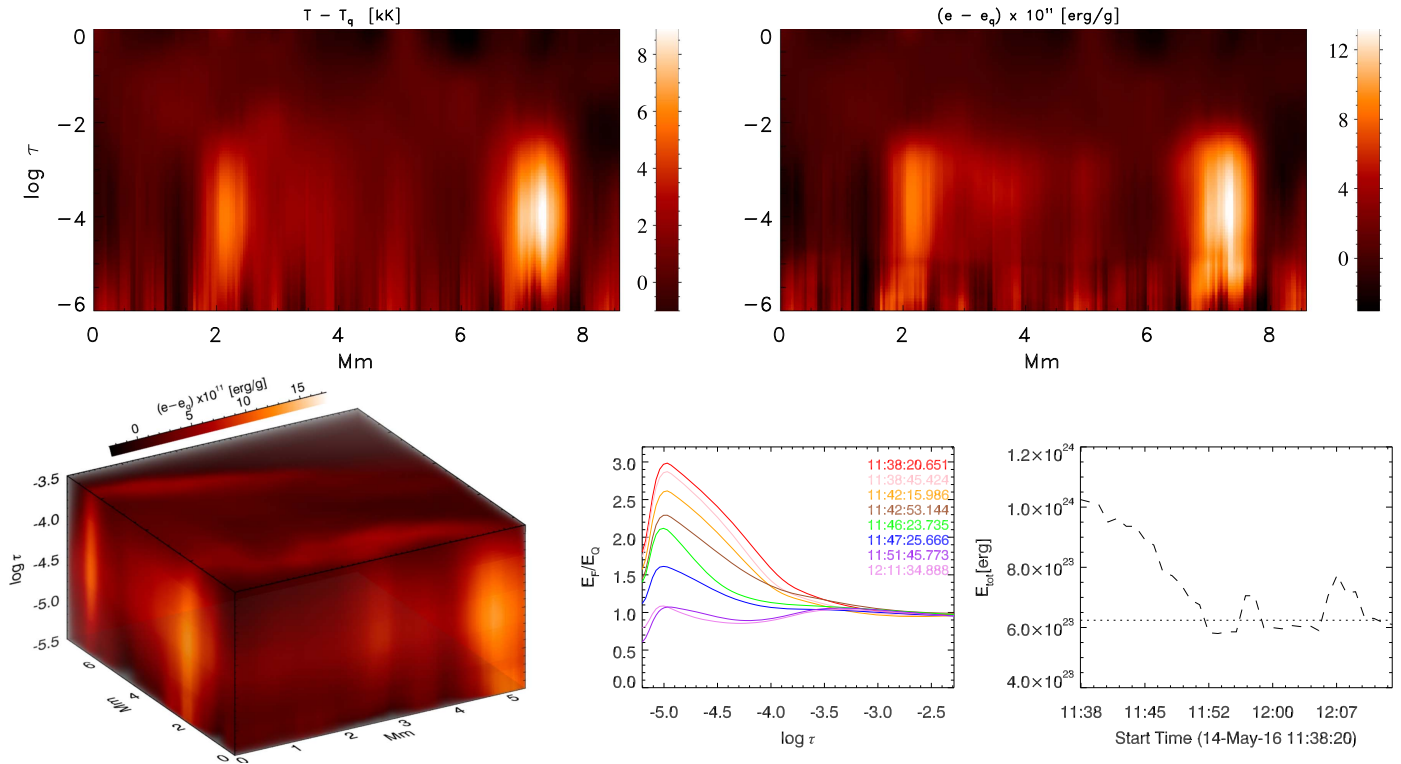 T − Tq [kK]
(e − eq) x 10¹¹ [erg/g]
0
−2
−4
−6
log τ
0 2 4 6 8
Mm
8
6
4
2
0
0
−2
−4
−6
0 2 4 6 8
Mm
12
8
4
0
(e−eq) x10¹¹ [erg/g]
0 5 10 15
-3.5
-4.0
-4.5
-5.0
-5.5
log τ
6 4 2 0
Mm
0 1 2 3 4 5
Mm
3.0
2.5
2.0
1.5
1.0
0.5
0.0
EF/EQ
11:38:20.651
11:38:45.424
11:42:15.986
11:42:53.144
11:46:23.735
11:47:25.666
11:51:45.773
12:11:34.888
-5.0 -4.5 -4.0 -3.5 -3.0 -2.5
log τ
1.2×10²⁴
1.0×10²⁴
8.0×10²³
6.0×10²³
4.0×10²³
Etot[erg]
11:38 11:45 11:52 12:00 12:07
Start Time (14-May-16 11:38:20)